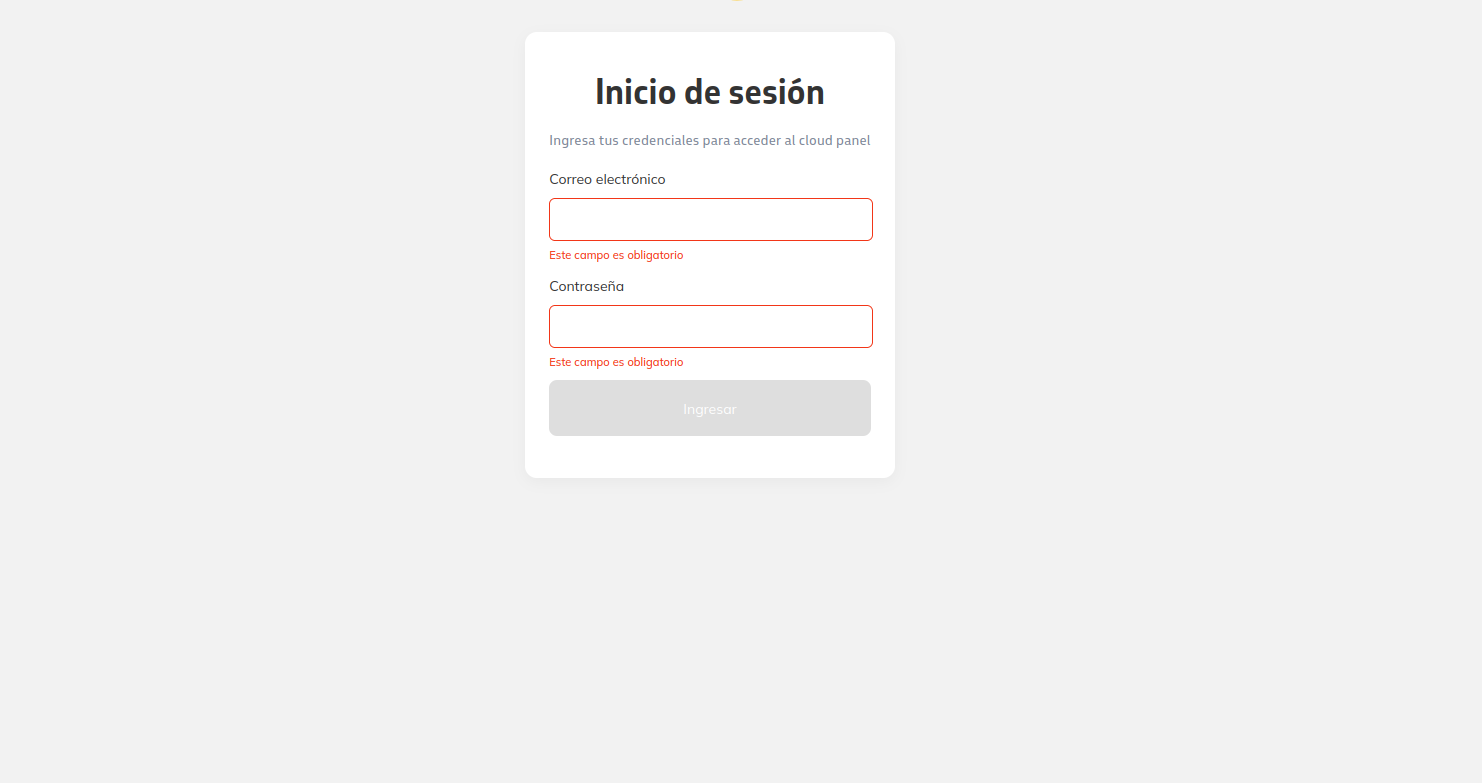 Inicio de sesión
Ingresa tus credenciales para acceder al cloud panel
Correo electrónico
Este campo es obligatorio
Contraseña
Este campo es obligatorio
Ingresar